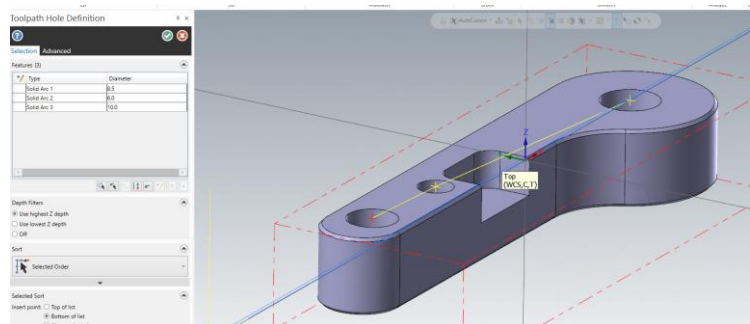 Toolpath Hole Definition
Selection Advanced
Features (3)
Type Diameter
Solid Arc 1 8.5
Solid Arc 2 6.0
Solid Arc 3 10.0
Depth Filters
Use highest Z depth
Use lowest Z depth
Off
Sort
Selected Order
Selected Sort
Insert point Top of list
Bottom of list
AutoCursor
Z
Top
(WCS,C,T)